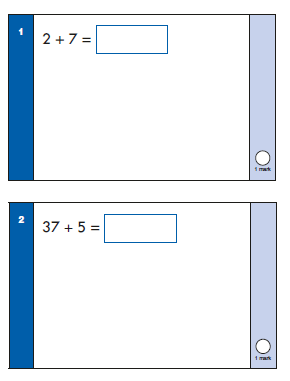 1
2 + 7 =
1 mark
2
37 + 5 =
1 mark